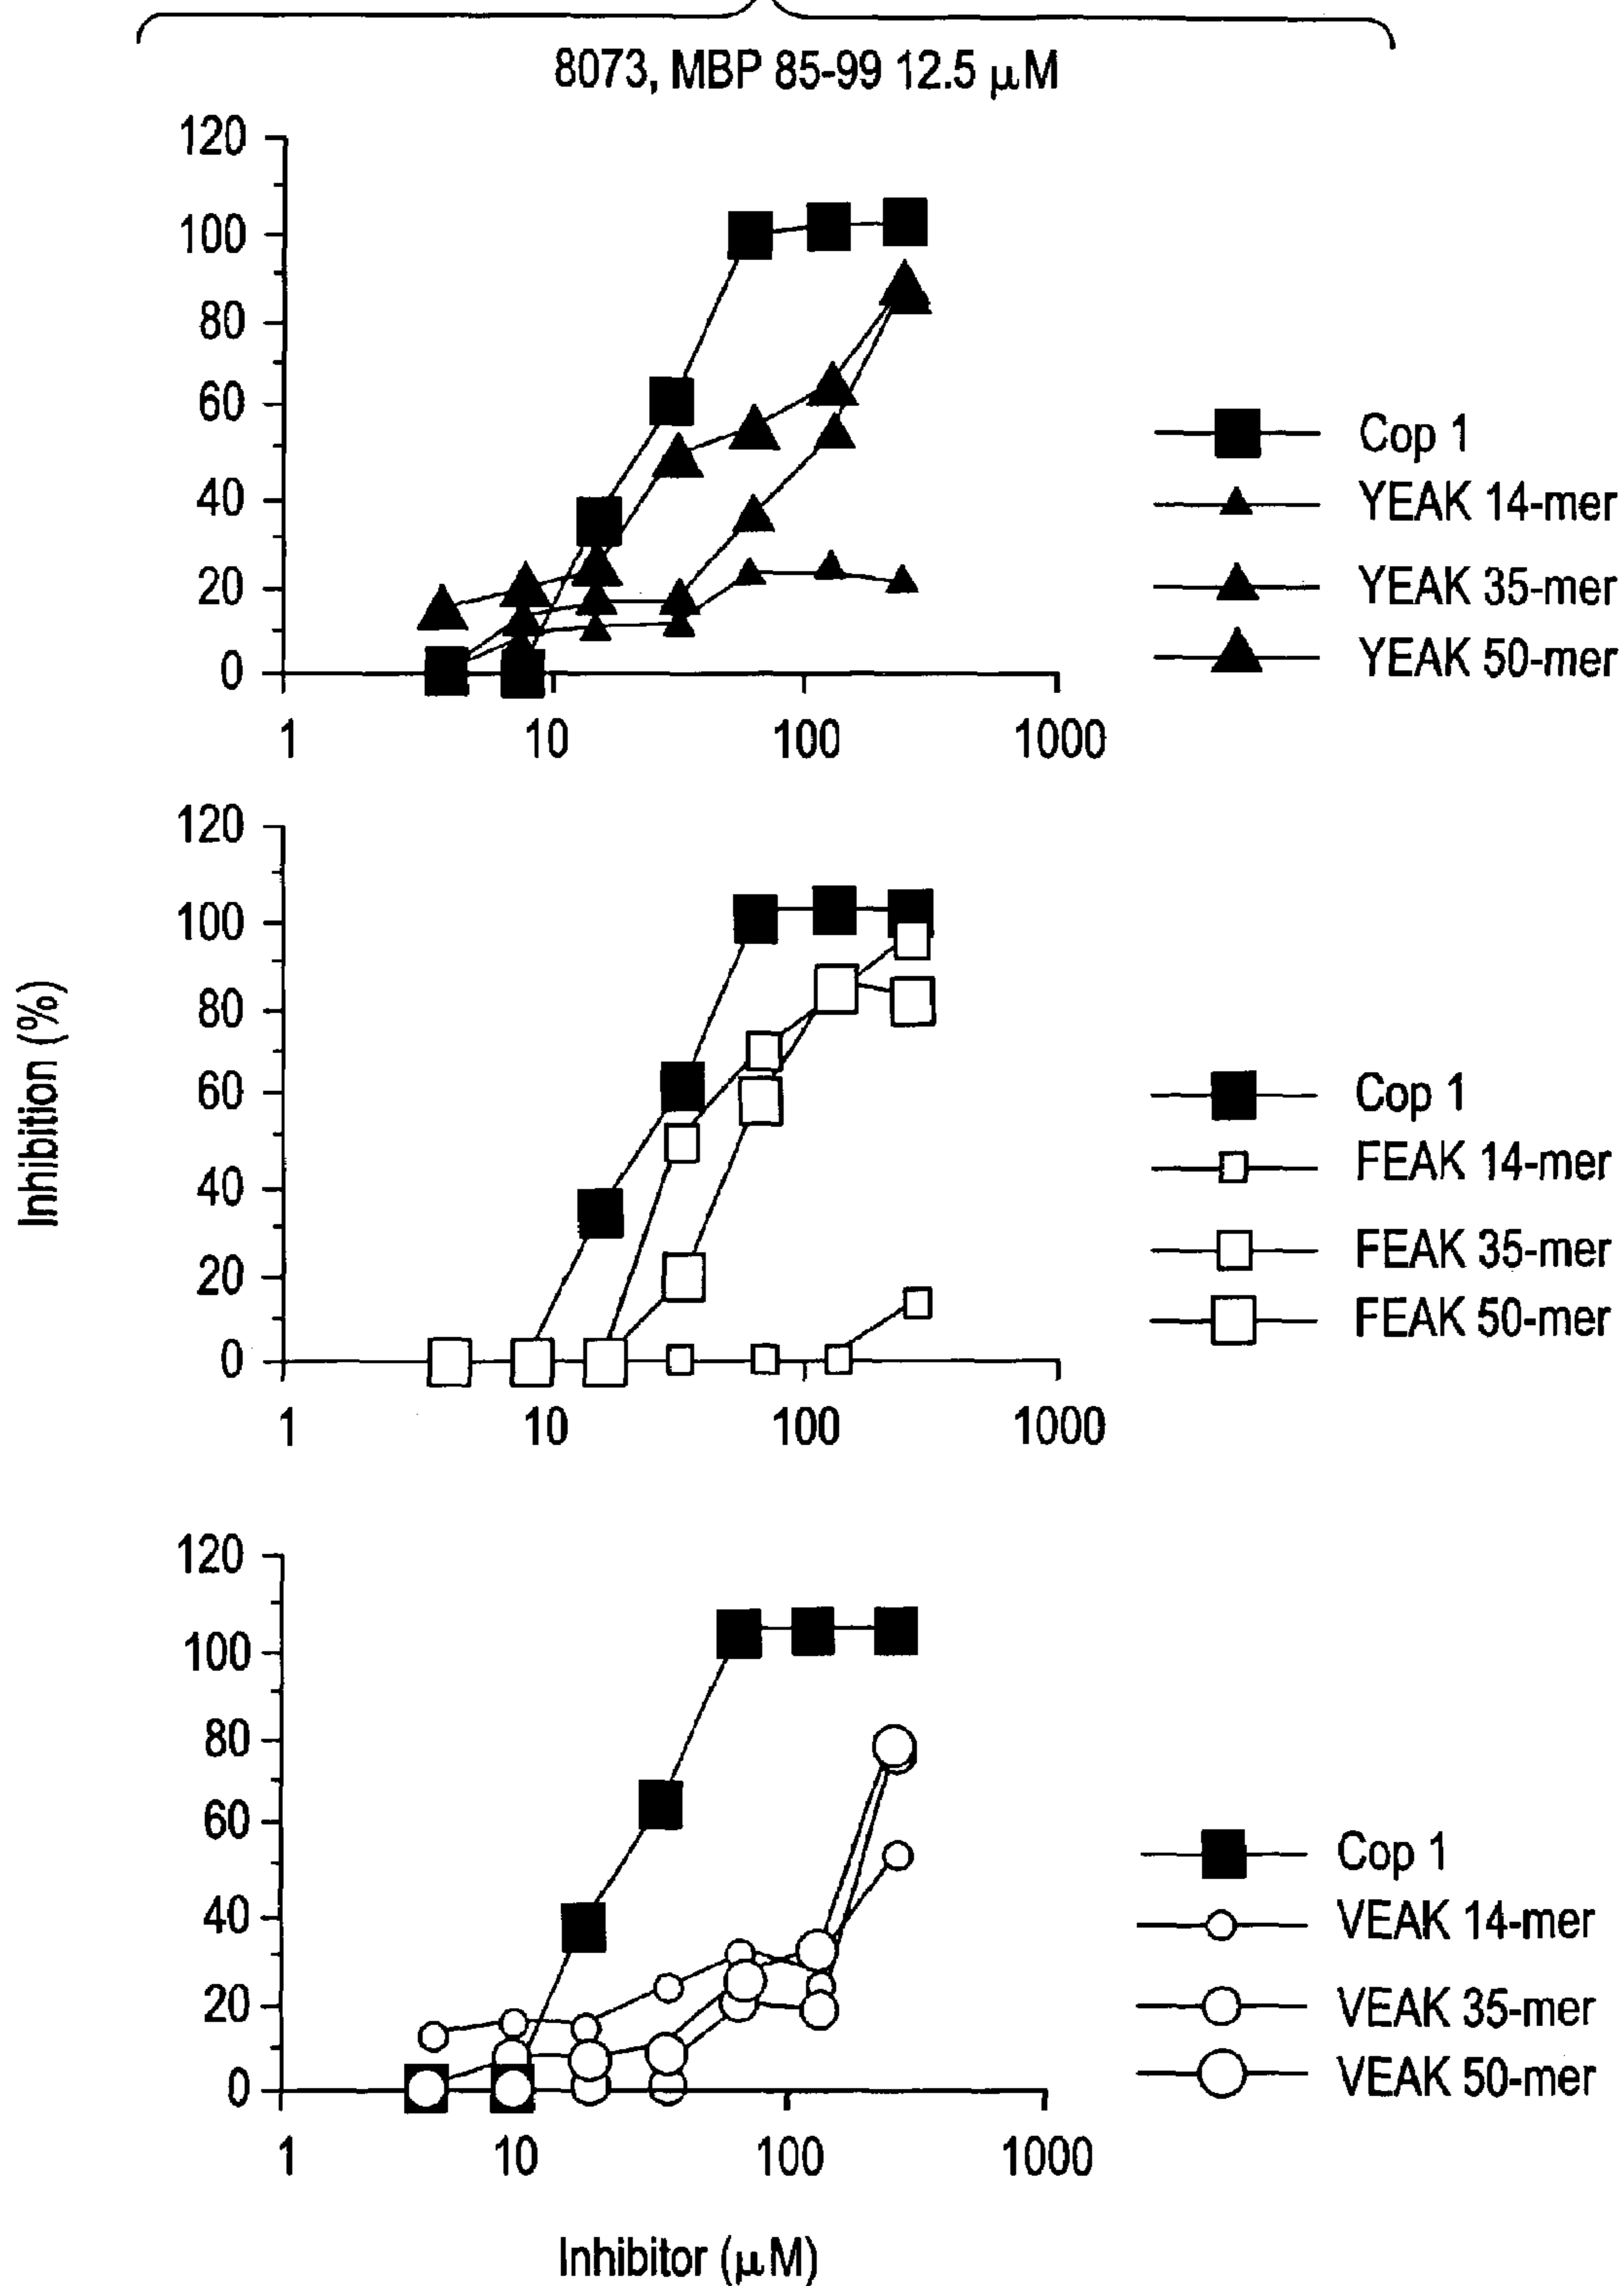 8073, MBP 85-99 12.5 μM
120
100
80
60
40
20
0
1 10 100 1000
Cop 1
YEAK 14-mer
YEAK 35-mer
YEAK 50-mer
Inhibition (%)
120
100
80
60
40
20
0
1 10 100 1000
Cop 1
FEAK 14-mer
FEAK 35-mer
FEAK 50-mer
120
100
80
60
40
20
0
1 10 100 1000
Cop 1
VEAK 14-mer
VEAK 35-mer
VEAK 50-mer
Inhibitor (μM)